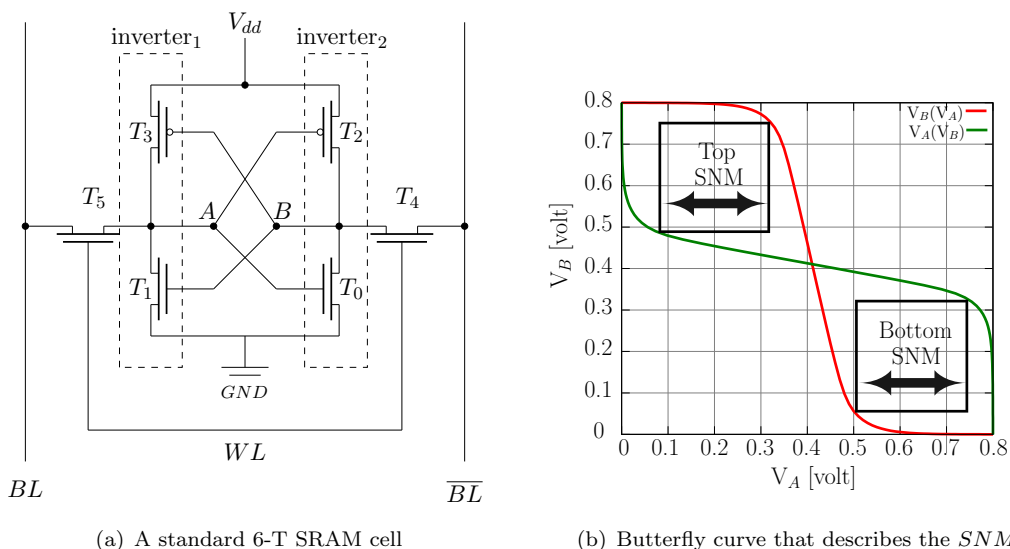 V_dd
inverter_1
inverter_2
T_3
T_2
T_5
A
B
T_4
T_1
T_0
GND
WL
BL
\overline{BL}
(a) A standard 6-T SRAM cell
0.8
0.7
0.6
0.5
0.4
0.3
0.2
0.1
0
V_B [volt]
V_B(V_A)
V_A(V_B)
Top
SNM
Bottom
SNM
0 0.1 0.2 0.3 0.4 0.5 0.6 0.7 0.8
V_A [volt]
(b) Butterfly curve that describes the SNM